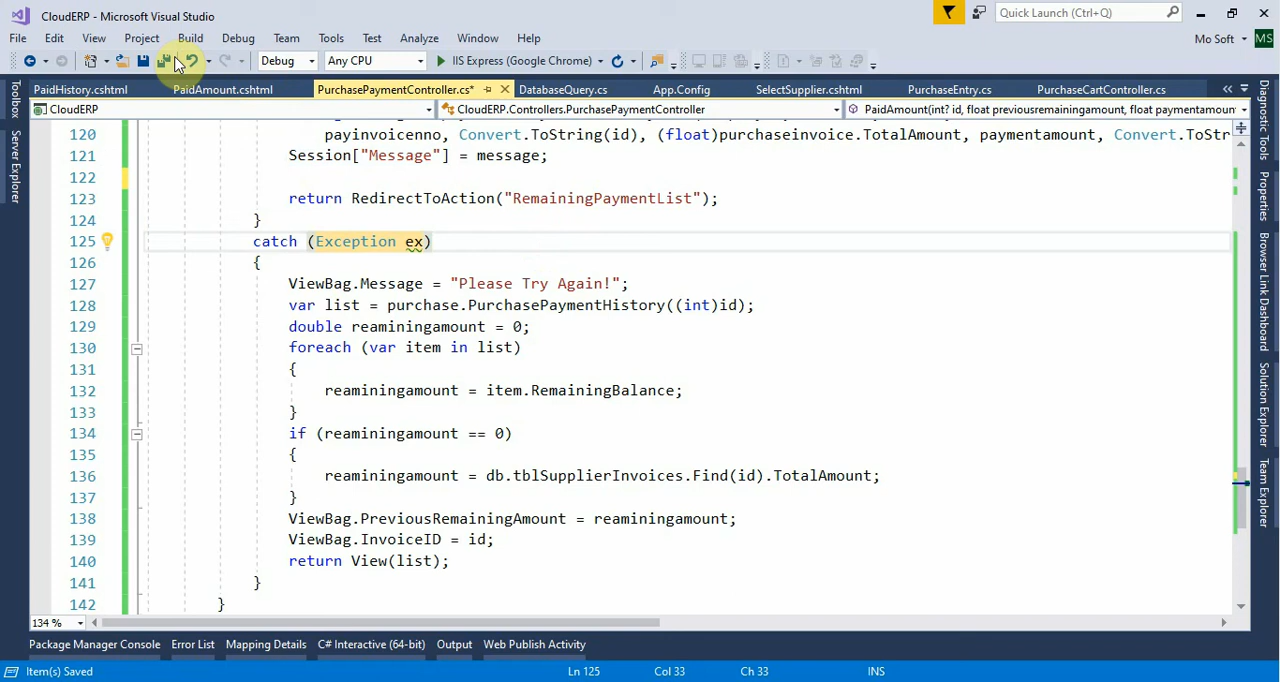 CloudERP - Microsoft Visual Studio
Quick Launch (Ctrl+Q)
File Edit View Project Build Debug Team Tools Test Analyze Window Help
Mo Soft MS
Debug Any CPU IIS Express (Google Chrome)
PaidHistory.cshtml PaidAmount.cshtml PurchasePaymentController.cs* DatabaseQuery.cs App.Config SelectSupplier.cshtml PurchaseEntry.cs PurchaseCartController.cs
CloudERP CloudERP.Controllers.PurchasePaymentController PaidAmount(int? id, float previousremainingamount, float paymentamoun
120 payinvoicenno, Convert.ToString(id), (float)purchaseinvoice.TotalAmount, paymentamount, Convert.ToStr
121 Session["Message"] = message;
122
123 return RedirectToAction("RemainingPaymentList");
124 }
125 catch (Exception ex)
126 {
127 ViewBag.Message = "Please Try Again!";
128 var list = purchase.PurchasePaymentHistory((int)id);
129 double reaminingamount = 0;
130 foreach (var item in list)
131 {
132 reaminingamount = item.RemainingBalance;
133 }
134 if (reaminingamount == 0)
135 {
136 reaminingamount = db.tblSupplierInvoices.Find(id).TotalAmount;
137 }
138 ViewBag.PreviousRemainingAmount = reaminingamount;
139 ViewBag.InvoiceID = id;
140 return View(list);
141 }
142 }
134 %
Package Manager Console Error List Mapping Details C# Interactive (64-bit) Output Web Publish Activity
Item(s) Saved Ln 125 Col 33 Ch 33 INS
Toolbox
Server Explorer
Diagnostic Tools
Properties
Browser Link Dashboard
Solution Explorer
Team Explorer